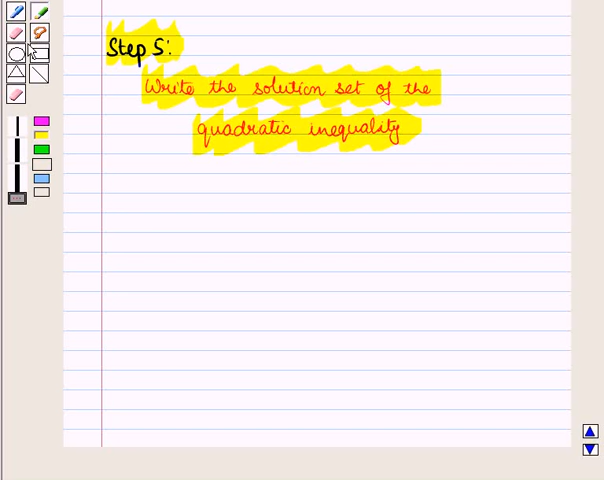 Step 5:
Write the solution set of the
quadratic inequality